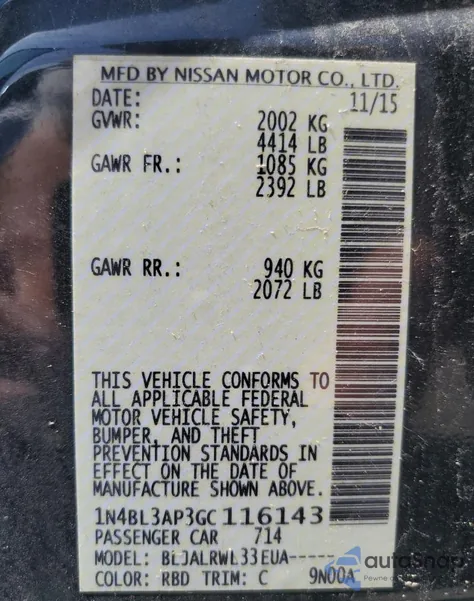 MFD BY NISSAN MOTOR CO., LTD.
DATE: 11/15
GVWR: 2002 KG
4414 LB
GAWR FR.: 1085 KG
2392 LB
GAWR RR.: 940 KG
2072 LB
THIS VEHICLE CONFORMS TO
ALL APPLICABLE FEDERAL
MOTOR VEHICLE SAFETY,
BUMPER, AND THEFT
PREVENTION STANDARDS IN
EFFECT ON THE DATE OF
MANUFACTURE SHOWN ABOVE.
1N4BL3AP3GC116143
PASSENGER CAR 714
MODEL: BLJALRWL33EUA-----
COLOR: RBD TRIM: C 9N00A
autoSnap